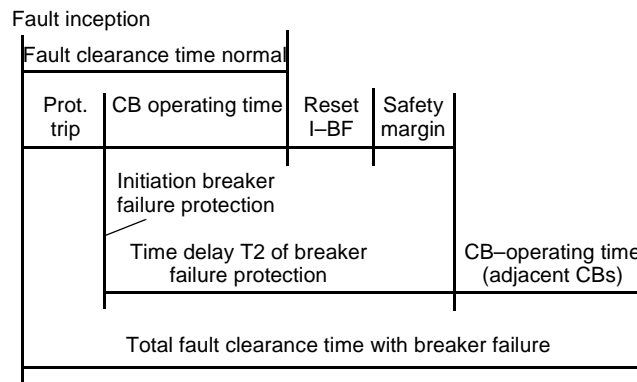 Fault inception
Fault clearance time normal
Prot.
trip
CB operating time
Reset
I–BF
Safety
margin
Initiation breaker
failure protection
Time delay T2 of breaker
failure protection
CB–operating time
(adjacent CBs)
Total fault clearance time with breaker failure